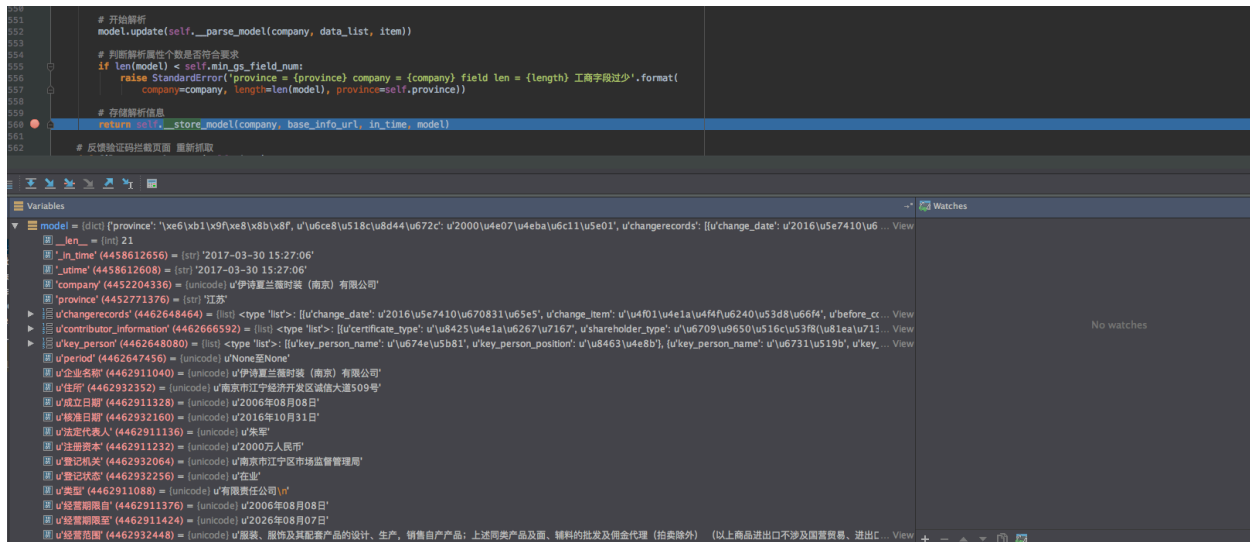 550
551 # 开始解析
552 model.update(self.__parse_model(company, data_list, item))
553
554 # 判断解析属性个数是否符合要求
555 if len(model) < self.min_gs_field_num:
556 raise StandardError('province = {province} company = {company} field len = {length} 工商字段过少'.format(
557 company=company, length=len(model), province=self.province))
558
559 # 存储解析信息
560 return self.__store_model(company, base_info_url, in_time, model)
561
562 # 反馈验证码拦截页面 重新抓取
Variables
Watches
model = {dict} {'province': '\xe6\xb1\x9f\xe8\x8b\x8f', u'\u6ce8\u518c\u8d44\u672c': u'2000\u4e07\u4eba\u6c11\u5e01', u'changerecords': [{u'change_date': u'2016\u5e7410\u6 ... View
__len__ = {int} 21
'_in_time' (4458612656) = {str} '2017-03-30 15:27:06'
'_utime' (4458612608) = {str} '2017-03-30 15:27:06'
'company' (4452204336) = {unicode} u'伊诗夏兰薇时装（南京）有限公司'
'province' (4452771376) = {str} '江苏'
u'changerecords' (4462648464) = {list} <type 'list'>: [{u'change_date': u'2016\u5e7410\u670831\u65e5', u'change_item': u'\u4f01\u4e1a\u4f4f\u6240\u53d8\u66f4', u'before_cc ... View
u'contributor_information' (4462666592) = {list} <type 'list'>: [{u'certificate_type': u'\u8425\u4e1a\u6267\u7167', u'shareholder_type': u'\u6709\u9650\u516c\u53f8(\u81ea\u713 ... View
u'key_person' (4462648080) = {list} <type 'list'>: [{u'key_person_name': u'\u674e\u5b81', u'key_person_position': u'\u8463\u4e8b'}, {u'key_person_name': u'\u6731\u519b', u'key_ ... View
u'period' (4462647456) = {unicode} u'None至None'
u'企业名称' (4462911040) = {unicode} u'伊诗夏兰薇时装（南京）有限公司'
u'住所' (4462932352) = {unicode} u'南京市江宁经济开发区诚信大道509号'
u'成立日期' (4462911328) = {unicode} u'2006年08月08日'
u'核准日期' (4462932160) = {unicode} u'2016年10月31日'
u'法定代表人' (4462911136) = {unicode} u'朱军'
u'注册资本' (4462911232) = {unicode} u'2000万人民币'
u'登记机关' (4462932064) = {unicode} u'南京市江宁区市场监督管理局'
u'登记状态' (4462932256) = {unicode} u'在业'
u'类型' (4462911088) = {unicode} u'有限责任公司\n'
u'经营期限自' (4462911376) = {unicode} u'2006年08月08日'
u'经营期限至' (4462911424) = {unicode} u'2026年08月07日'
u'经营范围' (4462932448) = {unicode} u'服装、服饰及其配套产品的设计、生产，销售自产产品；上述同类产品及面、辅料的批发及佣金代理（拍卖除外） （以上商品进出口不涉及国营贸易、进出口 ... View
No watches